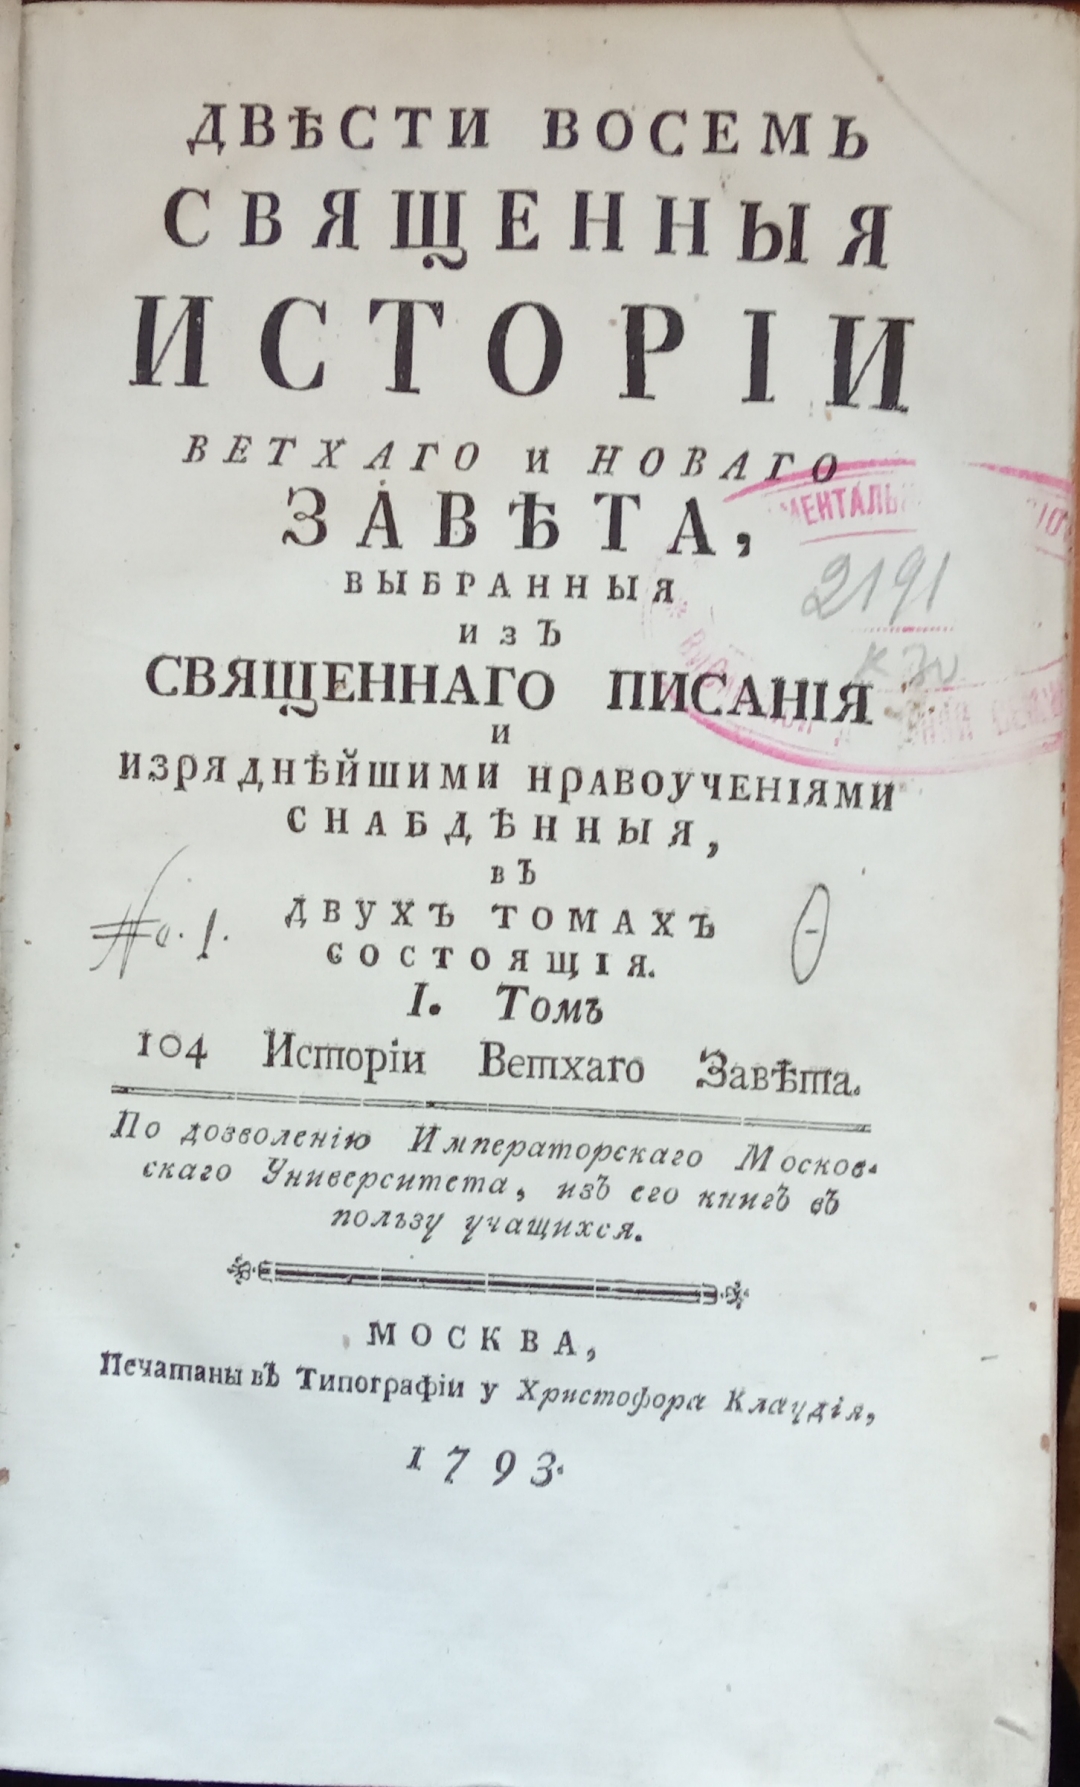 ДВѢСТИ ВОСЕМЬ
СВЯЩЕННЫЯ
ИСТОРІИ
ВЕТХАГО и НОВАГО
ЗАВѢТА,
ВЫБРАННЫЯ
изЪ
СВЯЩЕННАГО ПИСАНІЯ
И
ИЗРЯДНѢЙШИМИ НРАВОУЧЕНІЯМИ
СНАБДѢННЫЯ,
вЪ
ДВУХЪ ТОМАХЪ
СОСТОЯЩІЯ.
I. Томъ
104 Исторіи Ветхаго Завѣта.
По дозволенію Императорскаго Москов-
скаго Университета, изЪ его книгЪ вЪ
пользу учащихся.
МОСКВА,
Печатаны вЪ Типографіи у Христофора Клаудія,
1793.
2191
No. 1.
Ѳ